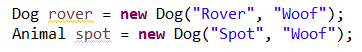 Dog rover = new Dog("Rover", "Woof");
Animal spot = new Dog("Spot", "Woof");